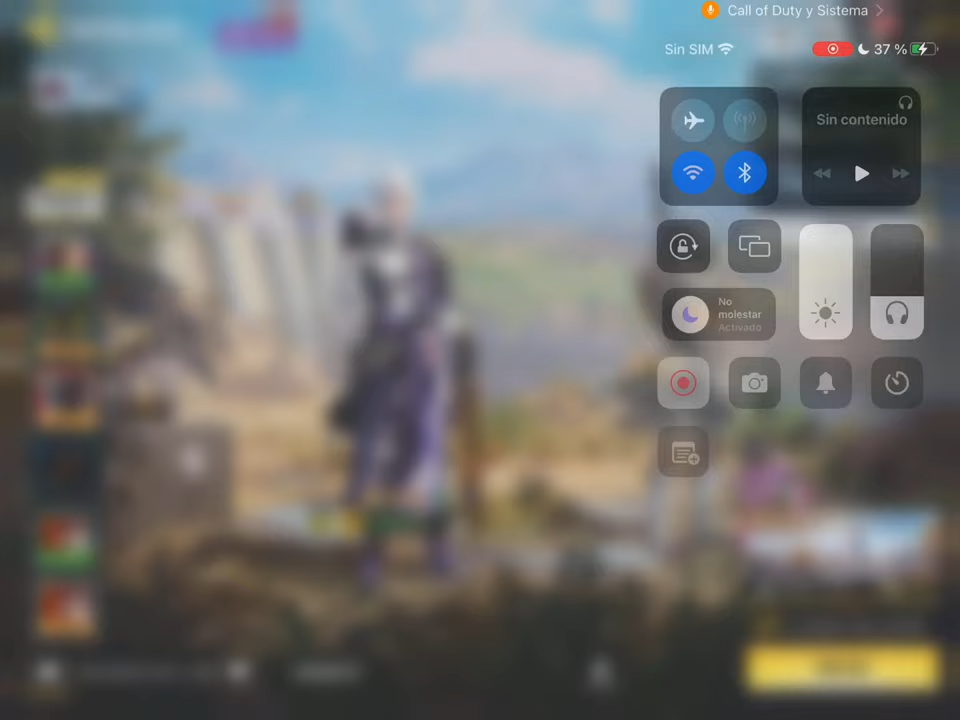 Call of Duty y Sistema
Sin SIM
37 %
Sin contenido
No
molestar
Activado